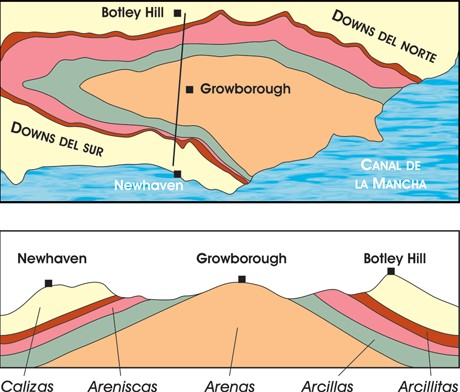 Botley Hill
DOWNS DEL NORTE
Growborough
DOWNS DEL SUR
Newhaven
CANAL DE
LA MANCHA
Newhaven
Growborough
Botley Hill
Calizas
Areniscas
Arenas
Arcillas
Arcillitas